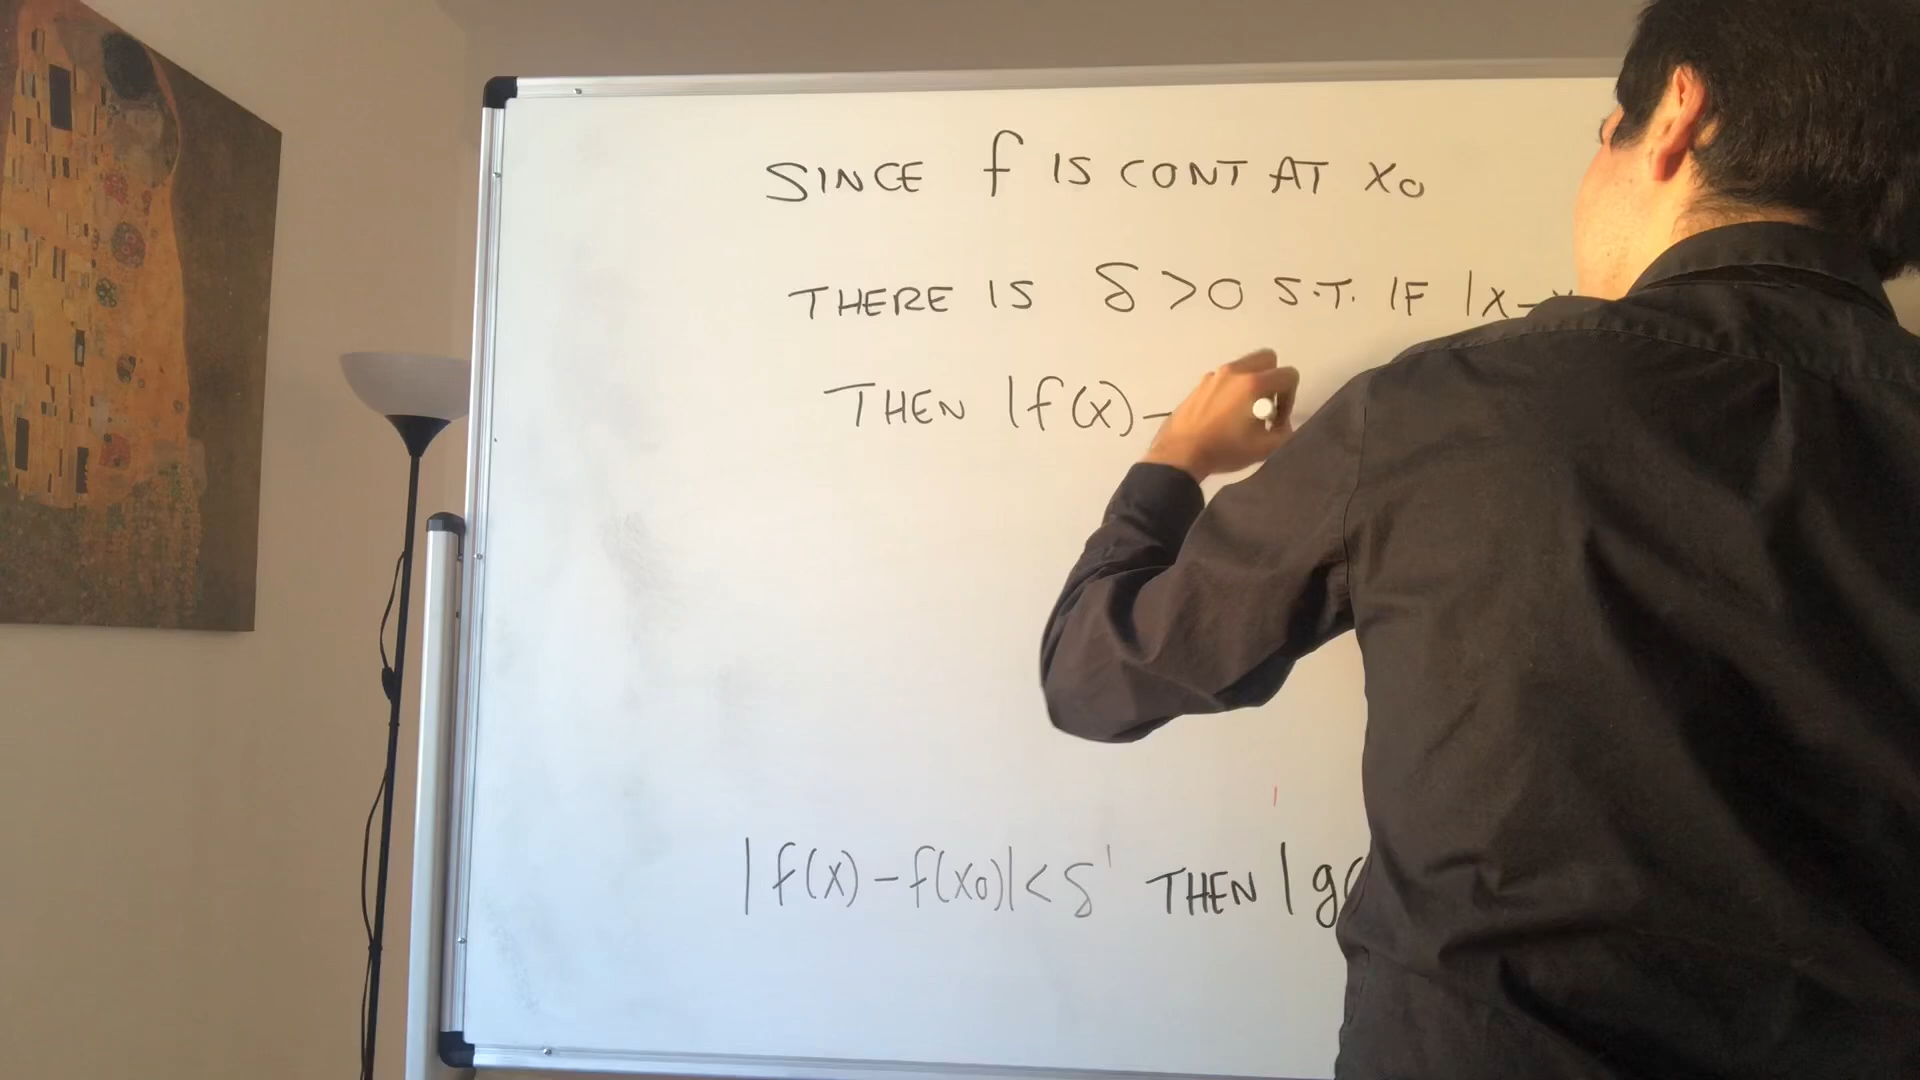 SINCE f IS CONT AT x₀
THERE IS δ > 0 S.T. IF |x -
THEN |f(x) -
|f(x) - f(x₀)| < δ' THEN |g(